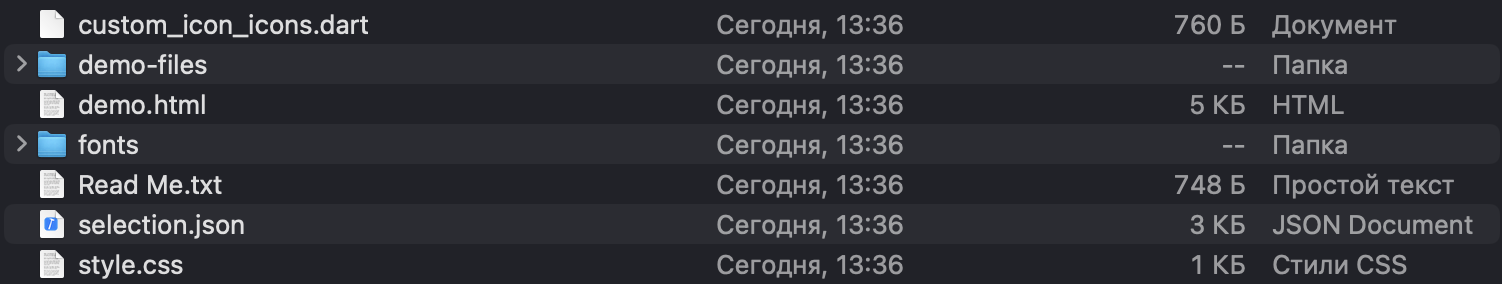 custom_icon_icons.dart Сегодня, 13:36 760 Б Документ
demo-files Сегодня, 13:36 -- Папка
demo.html Сегодня, 13:36 5 КБ HTML
fonts Сегодня, 13:36 -- Папка
Read Me.txt Сегодня, 13:36 748 Б Простой текст
selection.json Сегодня, 13:36 3 КБ JSON Document
style.css Сегодня, 13:36 1 КБ Стили CSS